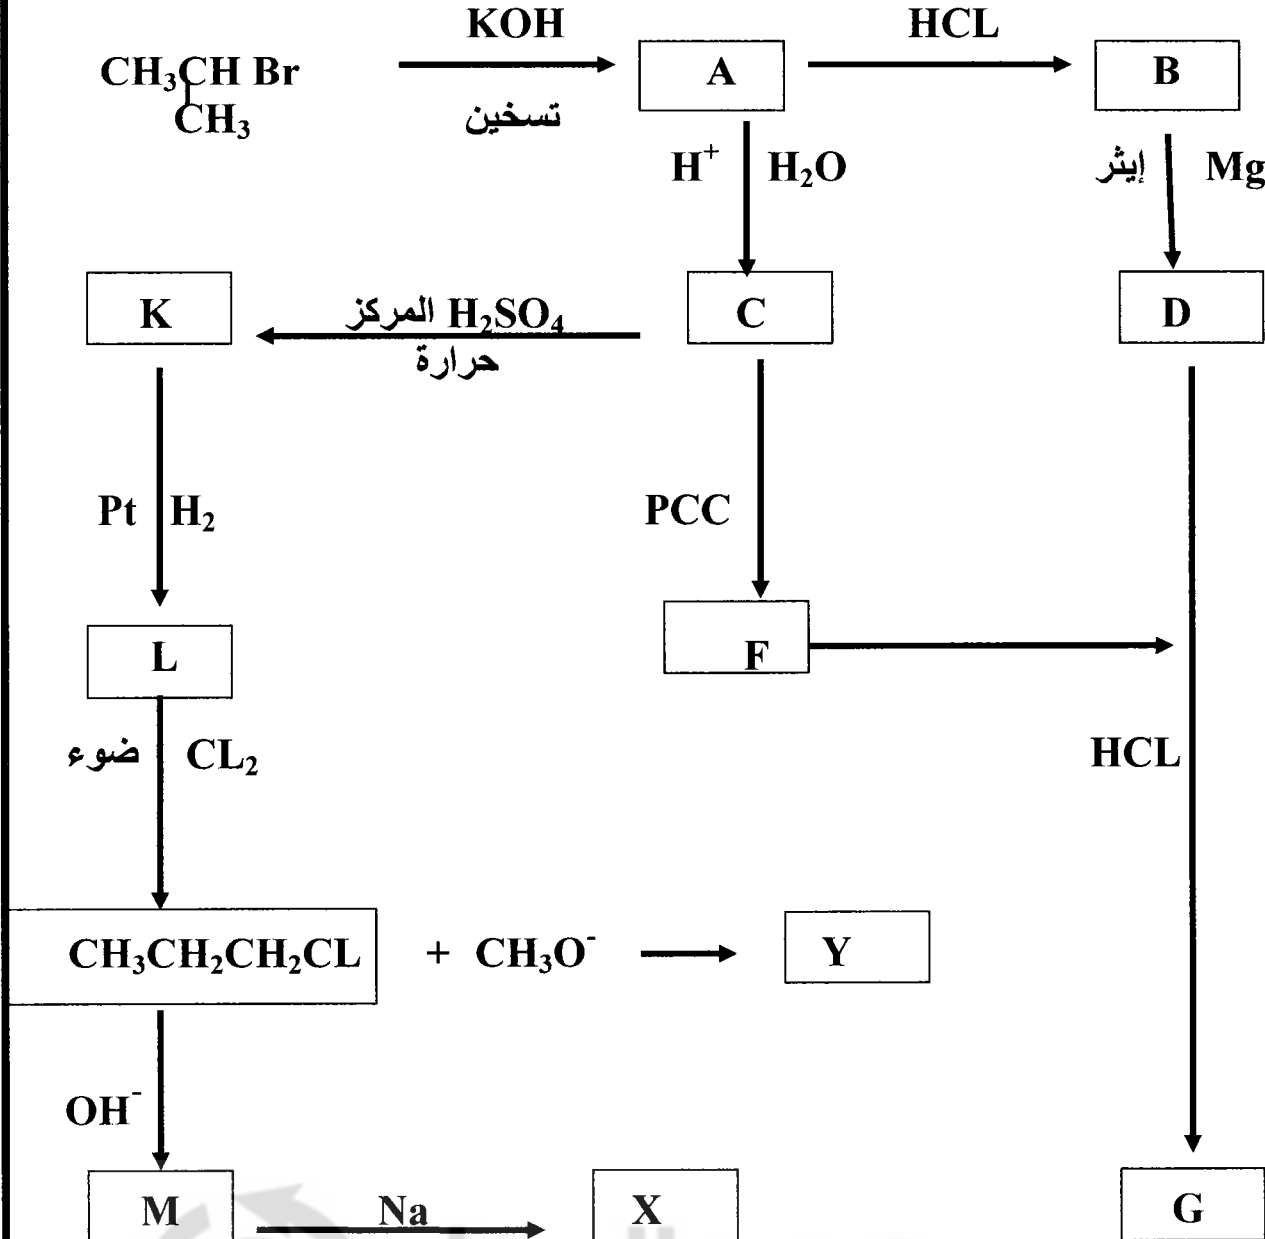 KOH HCL
CH₃CH Br A B
CH₃ تسخين
H⁺ H₂O إيثر Mg
K H₂SO₄ المركز C D
حرارة
Pt H₂ PCC
L F
ضوء CL₂ HCL
CH₃CH₂CH₂CL + CH₃O⁻ Y
OH⁻
M Na X G